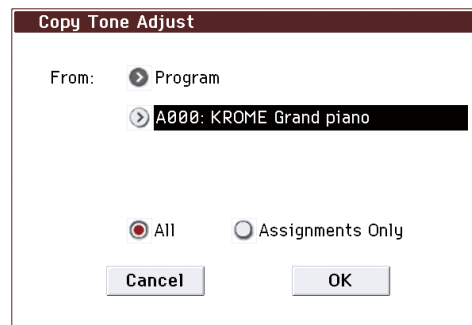 Copy Tone Adjust
From: Program
A000: KROME Grand piano
All Assignments Only
Cancel OK